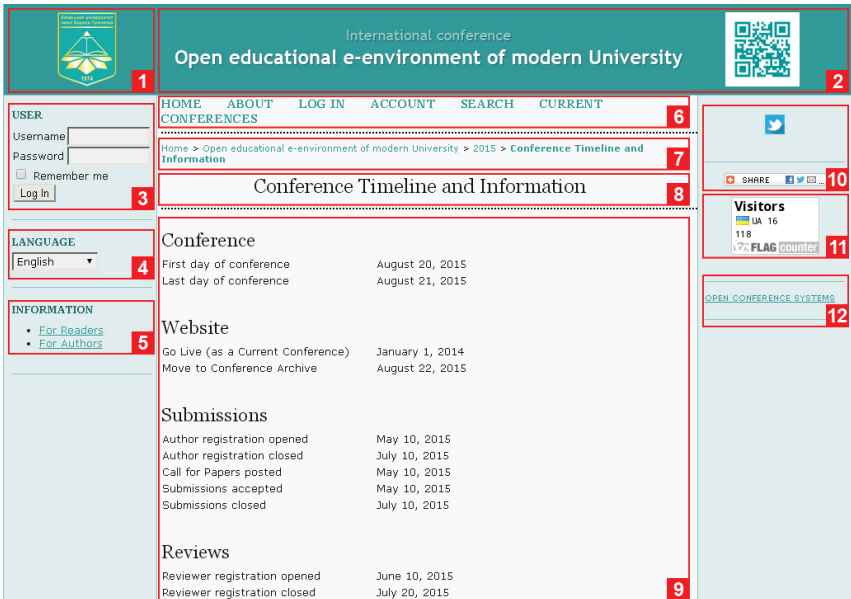 Київський університет
імені Бориса Грінченка
1874
1
International conference
Open educational e-environment of modern University
2
USER
Username
Password
Remember me
Log In
3
LANGUAGE
English
4
INFORMATION
For Readers
For Authors
5
HOME ABOUT LOG IN ACCOUNT SEARCH CURRENT
CONFERENCES
6
Home > Open educational e-environment of modern University > 2015 > Conference Timeline and
Information
7
Conference Timeline and Information
8
Conference
First day of conference August 20, 2015
Last day of conference August 21, 2015
Website
Go Live (as a Current Conference) January 1, 2014
Move to Conference Archive August 22, 2015
Submissions
Author registration opened May 10, 2015
Author registration closed July 10, 2015
Call for Papers posted May 10, 2015
Submissions accepted May 10, 2015
Submissions closed July 10, 2015
Reviews
Reviewer registration opened June 10, 2015
Reviewer registration closed July 20, 2015
9
SHARE ...
10
Visitors
UA 16
118
FLAG counter
11
OPEN CONFERENCE SYSTEMS
12